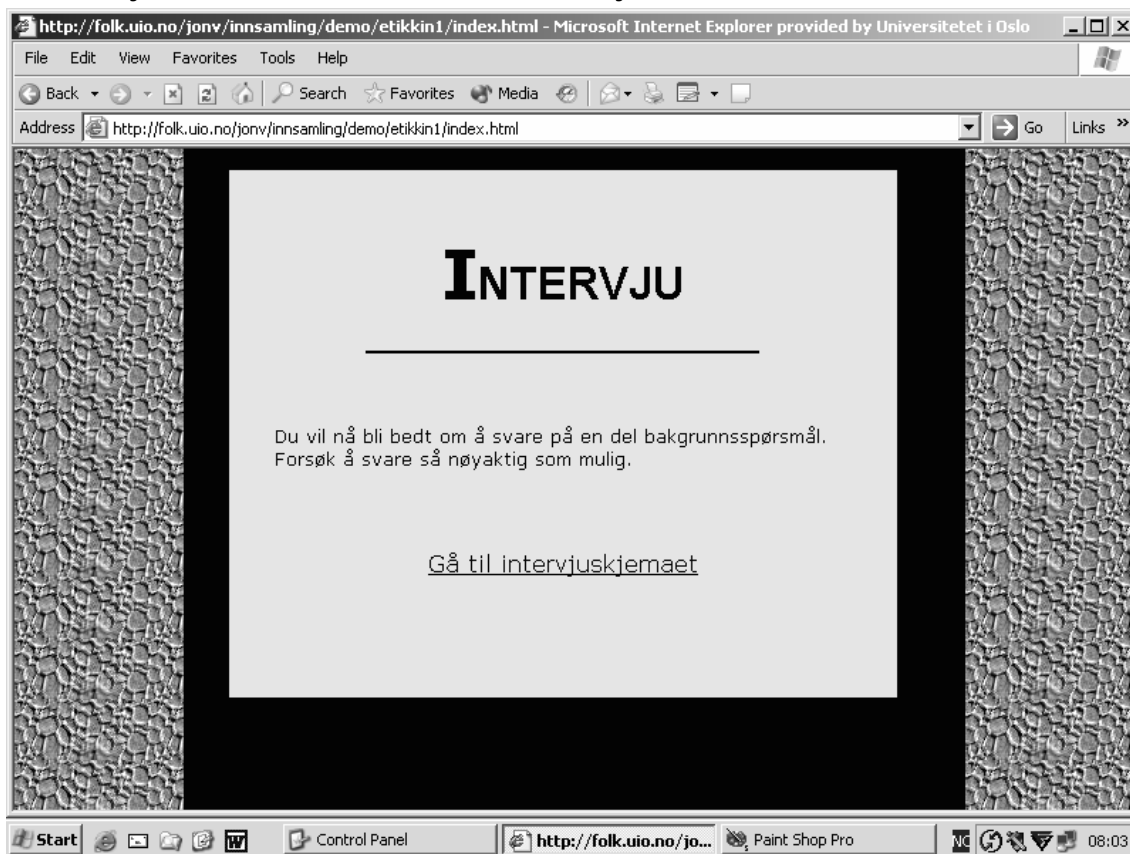 http://folk.uio.no/jonv/innsamling/demo/etikkin1/index.html - Microsoft Internet Explorer provided by Universitetet i Oslo
File Edit View Favorites Tools Help
Back Search Favorites Media
Address http://folk.uio.no/jonv/innsamling/demo/etikkin1/index.html Go Links »
INTERVJU
Du vil nå bli bedt om å svare på en del bakgrunnsspørsmål.
Forsøk å svare så nøyaktig som mulig.
Gå til intervjuskjemaet
Start Control Panel http://folk.uio.no/jo... Paint Shop Pro 08:03